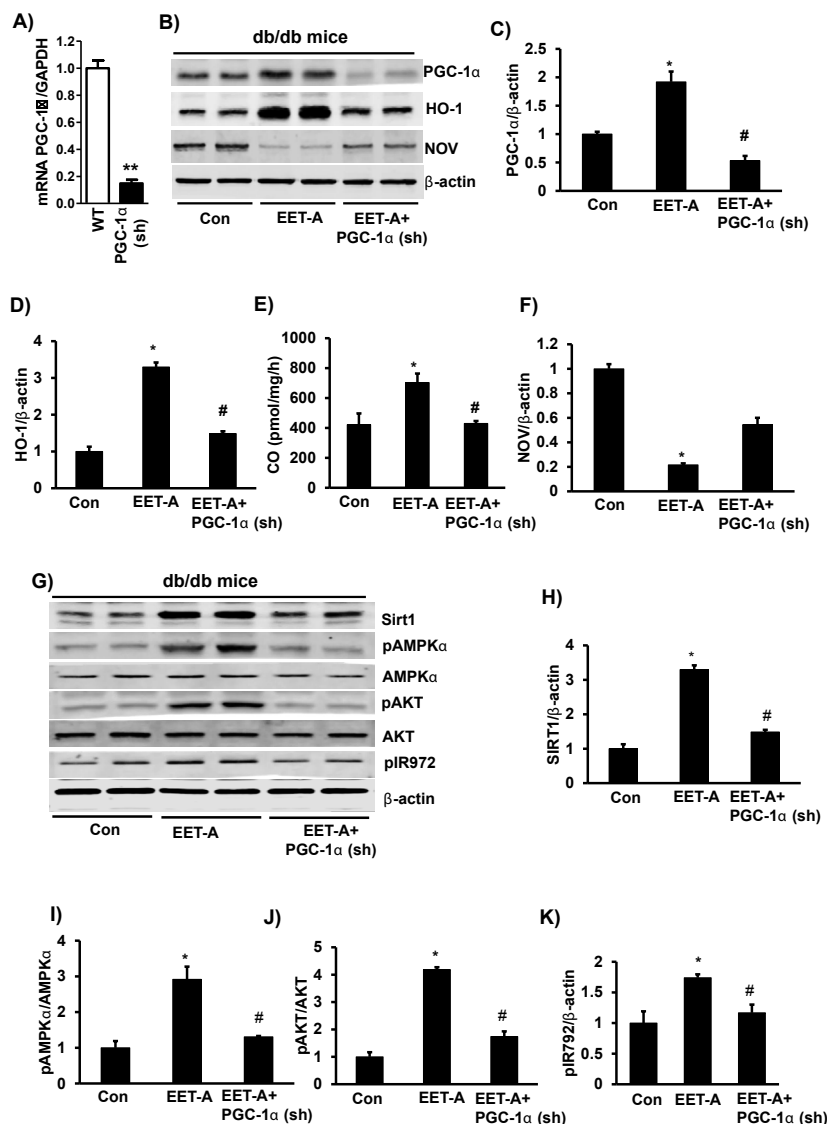 A)
mRNA PGC-1☒/GAPDH
1.2
1.0
0.8
0.6
0.4
0.2
0.0
**
WT
PGC-1α
(sh)
B)
db/db mice
PGC-1α
HO-1
NOV
β-actin
Con
EET-A
EET-A+
PGC-1α (sh)
C)
PGC-1α/β-actin
2.5
2
1.5
1
0.5
0
*
#
Con
EET-A
EET-A+
PGC-1α (sh)
D)
HO-1/β-actin
4
3
2
1
0
*
#
Con
EET-A
EET-A+
PGC-1α (sh)
E)
CO (pmol/mg/h)
1000
800
600
400
200
0
*
#
Con
EET-A
EET-A+
PGC-1α (sh)
F)
NOV/β-actin
1.2
1
0.8
0.6
0.4
0.2
0
*
Con
EET-A
EET-A+
PGC-1α (sh)
G)
db/db mice
Sirt1
pAMPKα
AMPKα
pAKT
AKT
pIR972
β-actin
Con
EET-A
EET-A+
PGC-1α (sh)
H)
SIRT1/β-actin
4
3
2
1
0
*
#
Con
EET-A
EET-A+
PGC-1α (sh)
I)
pAMPKα/AMPKα
4
3
2
1
0
*
#
Con
EET-A
EET-A+
PGC-1α (sh)
J)
pAKT/AKT
5
4
3
2
1
0
*
#
Con
EET-A
EET-A+
PGC-1α (sh)
K)
pIR792/β-actin
2
1.5
1
0.5
0
*
#
Con
EET-A
EET-A+
PGC-1α (sh)